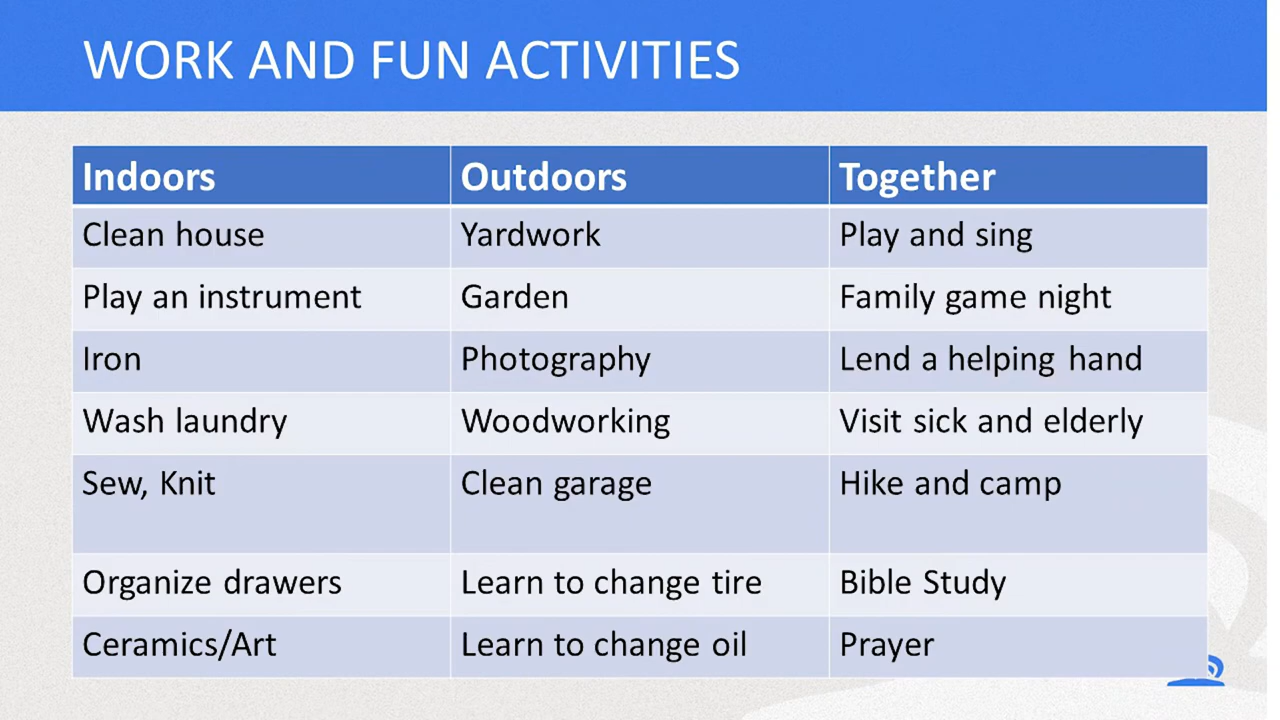 WORK AND FUN ACTIVITIES
Indoors Outdoors Together
Clean house Yardwork Play and sing
Play an instrument Garden Family game night
Iron Photography Lend a helping hand
Wash laundry Woodworking Visit sick and elderly
Sew, Knit Clean garage Hike and camp
Organize drawers Learn to change tire Bible Study
Ceramics/Art Learn to change oil Prayer